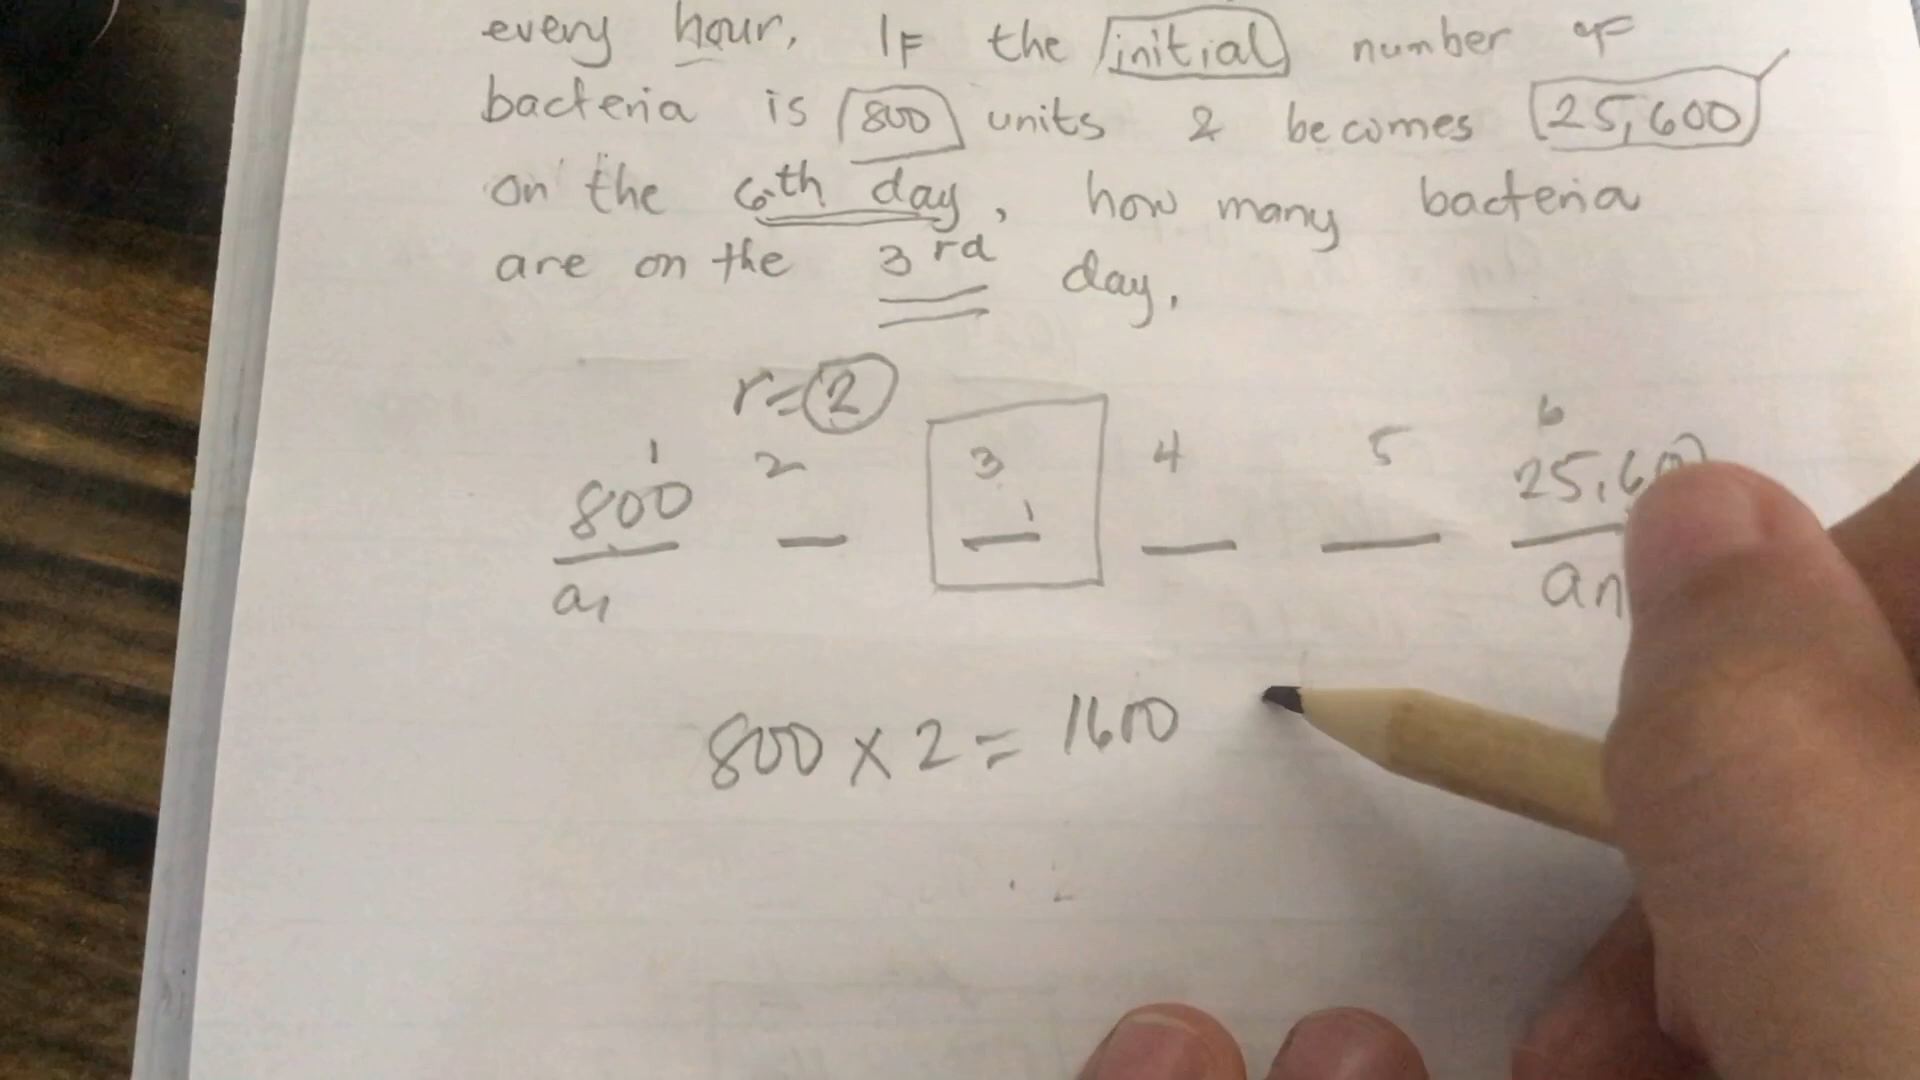 every hour. If the initial number of
bacteria is 800 units & becomes 25,600
on the 6th day, how many bacteria
are on the 3rd day.
r=2
1 2 3 4 5 6
800 25,600
a1 an
800 x 2 = 1600